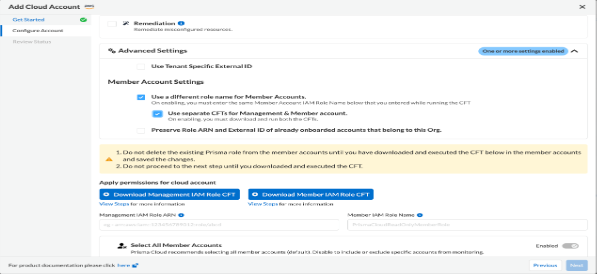 Add Cloud Account
Get Started
Configure Account
Review Status
Remediation
Remediate misconfigured resources.
Advanced Settings
One or more settings enabled
Use Tenant Specific External ID
Member Account Settings
Use a different role name for Member Accounts.
On enabling, you must enter the same Member Account IAM Role Name below that you entered while running the CFT
Use separate CFTs for Management & Member account.
On enabling, you must download and run both the CFTs.
Preserve Role ARN and External ID of already onboarded accounts that belong to this Org.
1. Do not delete the existing Prisma role from the member accounts until you have downloaded and executed the CFT below in the member accounts
and saved the changes.
2. Do not proceed to the next step until you downloaded and executed the CFT.
Apply permissions for cloud account
Download Management IAM Role CFT
Download Member IAM Role CFT
View Steps for more information
View Steps for more information
Management IAM Role ARN
Member IAM Role Name
Select All Member Accounts
Enabled
Prisma Cloud recommends selecting all member accounts (default). Disable to include or exclude specific accounts from monitoring.
For product documentation please click here
Previous
Next